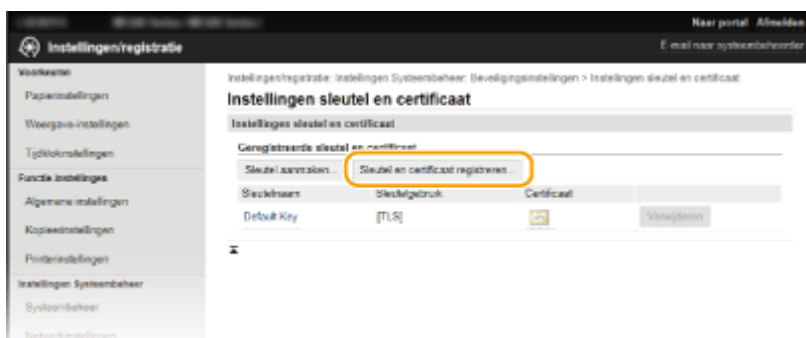 Naar portal Afmelden
Instellingen/registratie
E-mail naar systeembeheerder
Voorkeuren
Papierinstellingen
Weergave-instellingen
Tijdklokinstellingen
Functie-instellingen
Algemene instellingen
Kopieerinstellingen
Printerinstellingen
Instellingen Systeembeheer
Systeembeheer
Netwerkinstellingen
Instellingen/registratie: Instellingen Systeembeheer: Beveiligingsinstellingen > Instellingen sleutel en certificaat
Instellingen sleutel en certificaat
Instellingen sleutel en certificaat
Geregistreerde sleutel en certificaat
Sleutel aanmaken... Sleutel en certificaat registreren...
Sleutelnaam Sleutelgebruik Certificaat
Default Key [TLS] Verwijderen